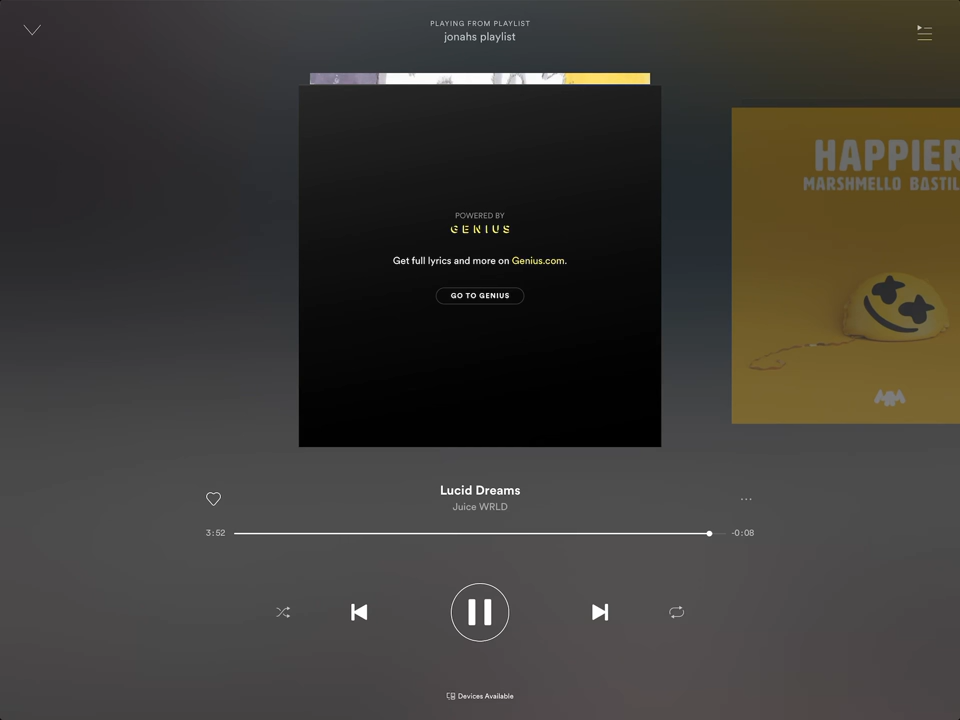 PLAYING FROM PLAYLIST
jonahs playlist
POWERED BY
GENIUS
Get full lyrics and more on Genius.com.
GO TO GENIUS
HAPPIER
MARSHMELLO BASTIL
Lucid Dreams
Juice WRLD
3:52
-0:08
Devices Available